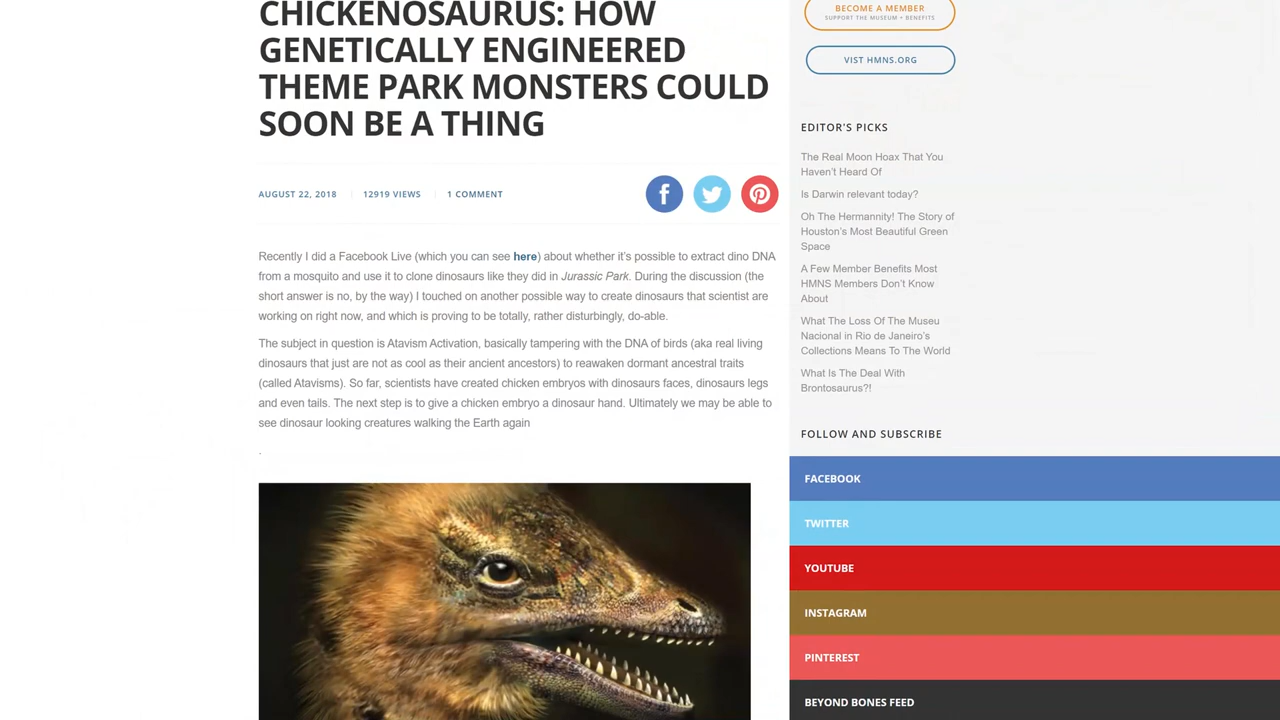 CHICKENOSAURUS: HOW
GENETICALLY ENGINEERED
THEME PARK MONSTERS COULD
SOON BE A THING
AUGUST 22, 2018
12919 VIEWS
1 COMMENT
Recently I did a Facebook Live (which you can see here) about whether it's possible to extract dino DNA
from a mosquito and use it to clone dinosaurs like they did in Jurassic Park. During the discussion (the
short answer is no, by the way) I touched on another possible way to create dinosaurs that scientist are
working on right now, and which is proving to be totally, rather disturbingly, do-able.
The subject in question is Atavism Activation, basically tampering with the DNA of birds (aka real living
dinosaurs that just are not as cool as their ancient ancestors) to reawaken dormant ancestral traits
(called Atavisms). So far, scientists have created chicken embryos with dinosaurs faces, dinosaurs legs
and even tails. The next step is to give a chicken embryo a dinosaur hand. Ultimately we may be able to
see dinosaur looking creatures walking the Earth again
.
BECOME A MEMBER
SUPPORT THE MUSEUM + BENEFITS
VISIT HMNS.ORG
EDITOR'S PICKS
The Real Moon Hoax That You
Haven't Heard Of
Is Darwin relevant today?
Oh The Hermannity! The Story of
Houston's Most Beautiful Green
Space
A Few Member Benefits Most
HMNS Members Don't Know
About
What The Loss Of The Museu
Nacional in Rio de Janeiro's
Collections Means To The World
What Is The Deal With
Brontosaurus?!
FOLLOW AND SUBSCRIBE
FACEBOOK
TWITTER
YOUTUBE
INSTAGRAM
PINTEREST
BEYOND BONES FEED